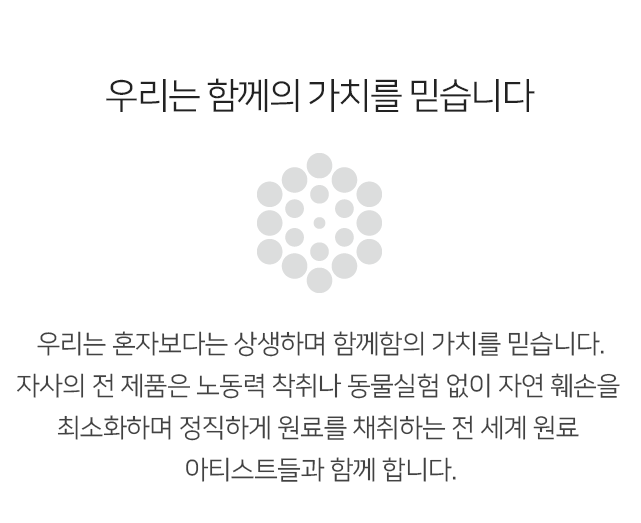 우리는 함께의 가치를 믿습니다
우리는 혼자보다는 상생하며 함께함의 가치를 믿습니다.
자사의 전 제품은 노동력 착취나 동물실험 없이 자연 훼손을
최소화하며 정직하게 원료를 채취하는 전 세계 원료
아티스트들과 함께 합니다.